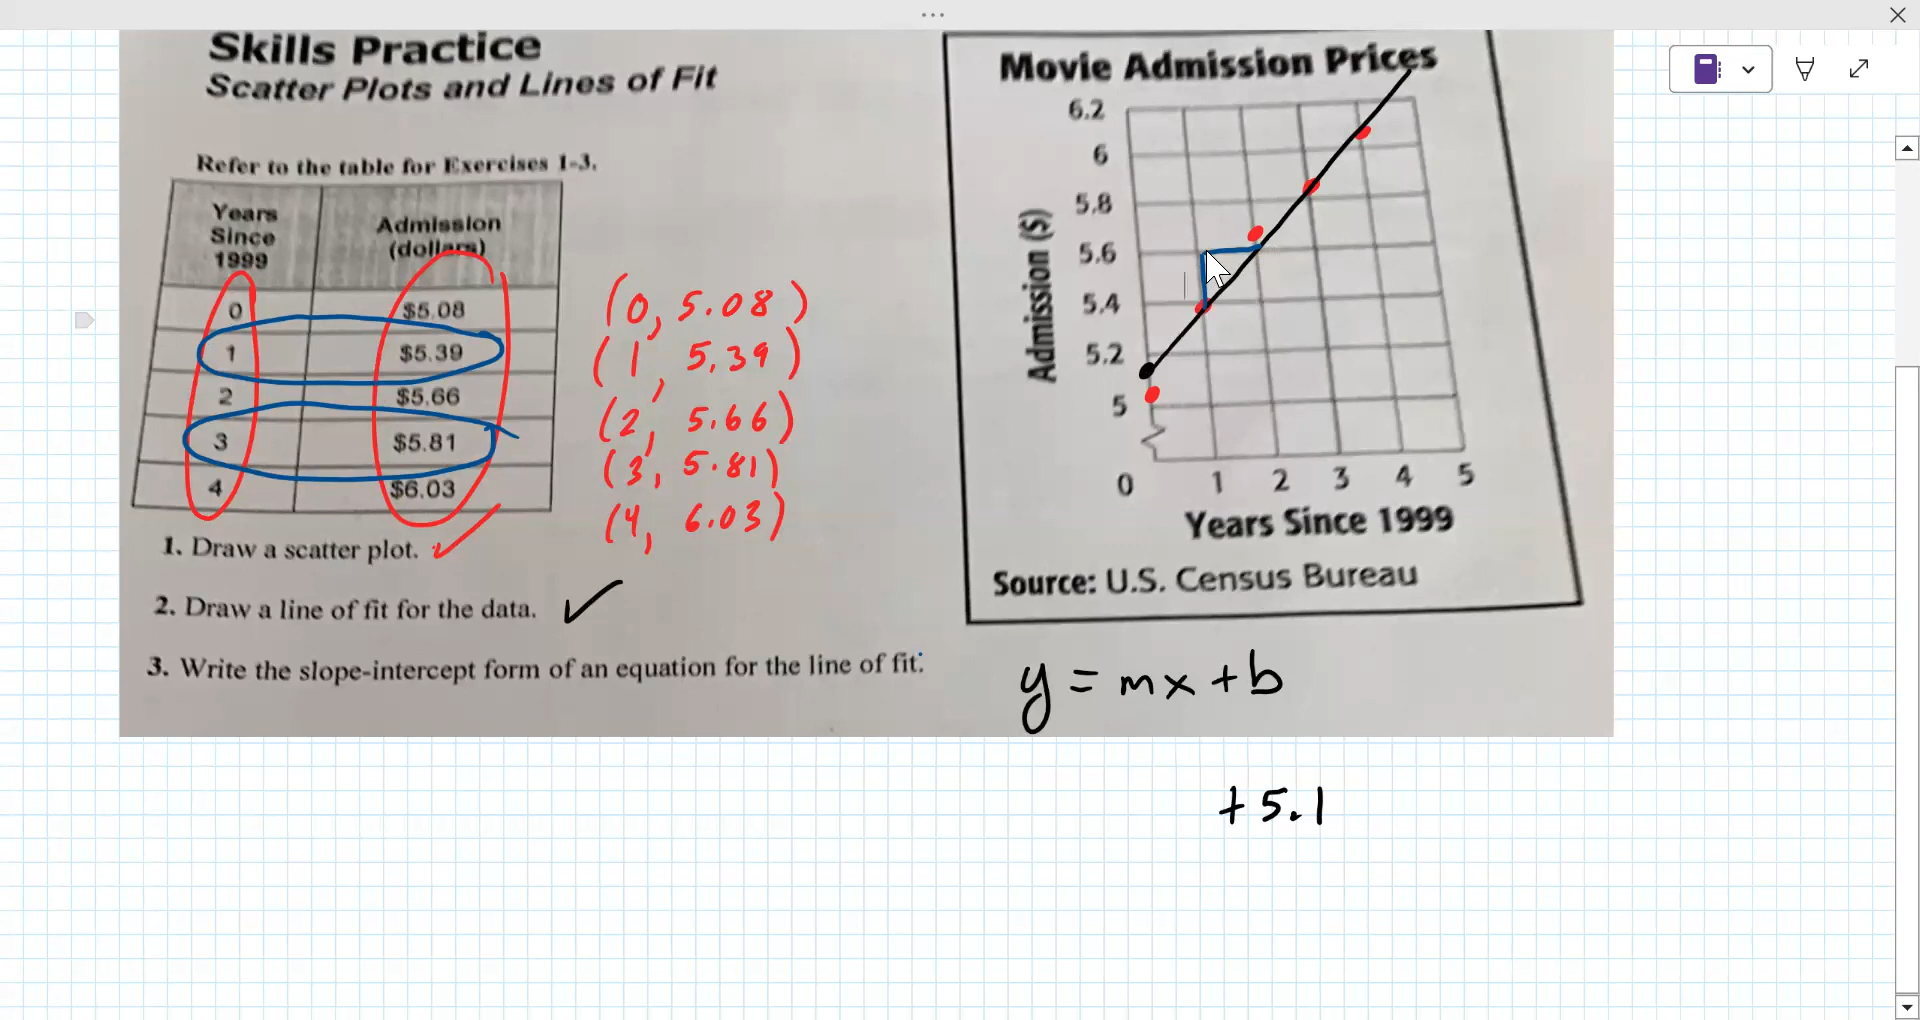 Skills Practice
Scatter Plots and Lines of Fit
Refer to the table for Exercises 1-3.
Years Since 1999
Admission (dollars)
0 $5.08
1 $5.39
2 $5.66
3 $5.81
4 $6.03
(0, 5.08)
(1, 5.39)
(2, 5.66)
(3, 5.81)
(4, 6.03)
1. Draw a scatter plot.
2. Draw a line of fit for the data.
3. Write the slope-intercept form of an equation for the line of fit.
Movie Admission Prices
Admission ($)
6.2
6
5.8
5.6
5.4
5.2
5
0 1 2 3 4 5
Years Since 1999
Source: U.S. Census Bureau
y = mx + b
+ 5.1